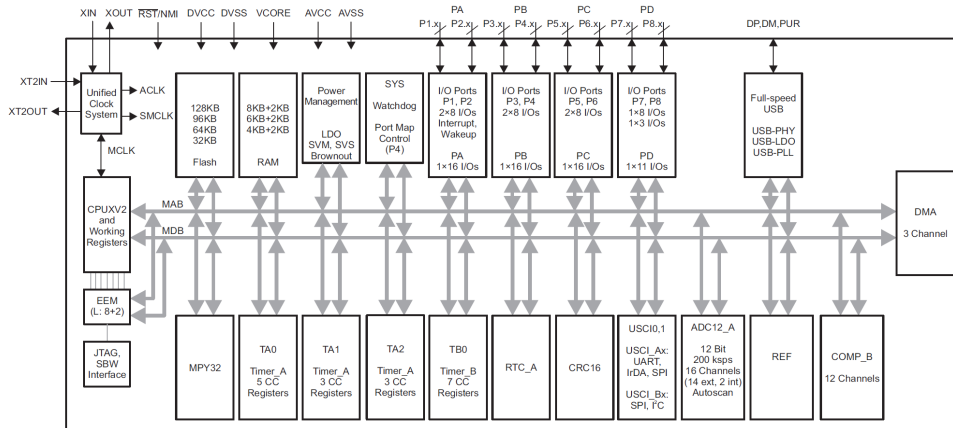 XIN XOUT RST/NMI DVCC DVSS VCORE AVCC AVSS
PA
P1.x P2.x
PB
P3.x P4.x
PC
P5.x P6.x
PD
P7.x P8.x
DP,DM,PUR
XT2IN
XT2OUT
Unified
Clock
System
ACLK
SMCLK
MCLK
128KB
96KB
64KB
32KB
Flash
8KB+2KB
6KB+2KB
4KB+2KB
RAM
Power
Management
LDO
SVM, SVS
Brownout
SYS
Watchdog
Port Map
Control
(P4)
I/O Ports
P1, P2
2×8 I/Os
Interrupt,
Wakeup
PA
1×16 I/Os
I/O Ports
P3, P4
2×8 I/Os
PB
1×16 I/Os
I/O Ports
P5, P6
2×8 I/Os
PC
1×16 I/Os
I/O Ports
P7, P8
1×8 I/Os
1×3 I/Os
PD
1×11 I/Os
Full-speed
USB
USB-PHY
USB-LDO
USB-PLL
CPUXV2
and
Working
Registers
MAB
MDB
DMA
3 Channel
EEM
(L: 8+2)
JTAG,
SBW
Interface
MPY32
TA0
Timer_A
5 CC
Registers
TA1
Timer_A
3 CC
Registers
TA2
Timer_A
3 CC
Registers
TB0
Timer_B
7 CC
Registers
RTC_A
CRC16
USCI0,1
USCI_Ax:
UART,
IrDA, SPI
USCI_Bx:
SPI, I²C
ADC12_A
12 Bit
200 ksps
16 Channels
(14 ext, 2 int)
Autoscan
REF
COMP_B
12 Channels